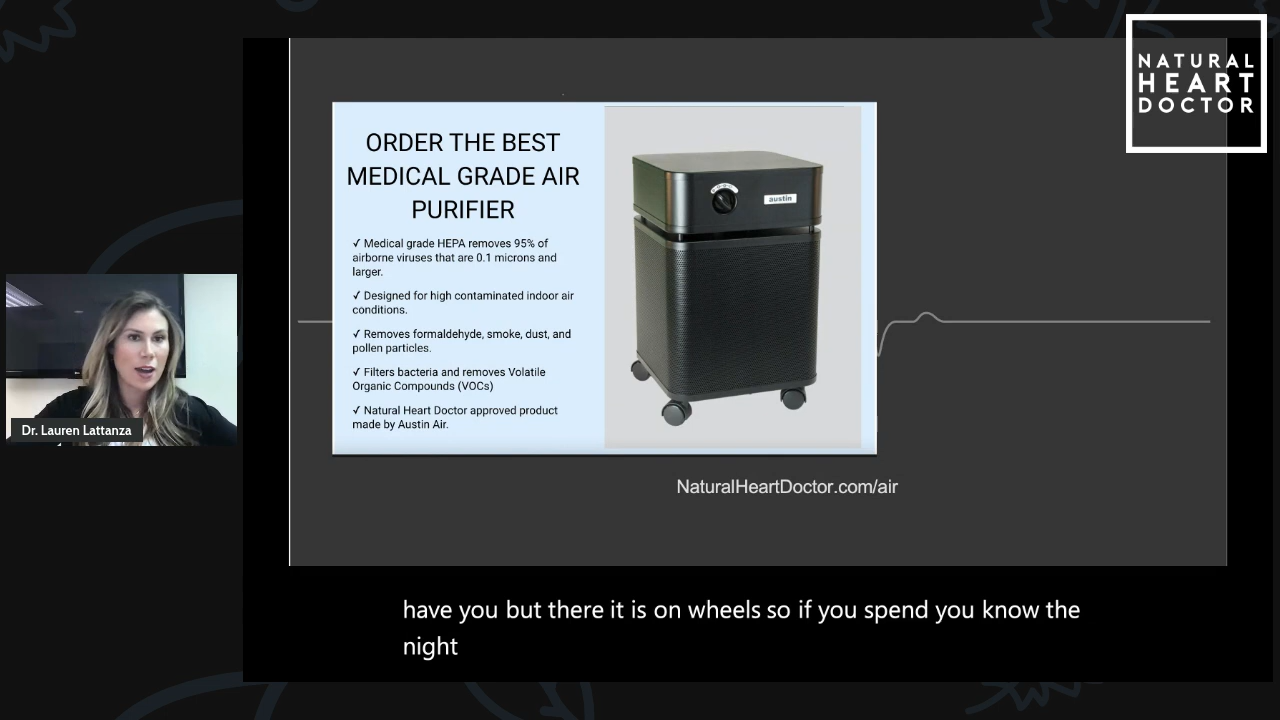 NATURAL
HEART
DOCTOR
ORDER THE BEST
MEDICAL GRADE AIR
PURIFIER
✓ Medical grade HEPA removes 95% of
airborne viruses that are 0.1 microns and
larger.
✓ Designed for high contaminated indoor air
conditions.
✓ Removes formaldehyde, smoke, dust, and
pollen particles.
✓ Filters bacteria and removes Volatile
Organic Compounds (VOCs)
✓ Natural Heart Doctor approved product
made by Austin Air.
austin
Dr. Lauren Lattanza
NaturalHeartDoctor.com/air
have you but there it is on wheels so if you spend you know the
night